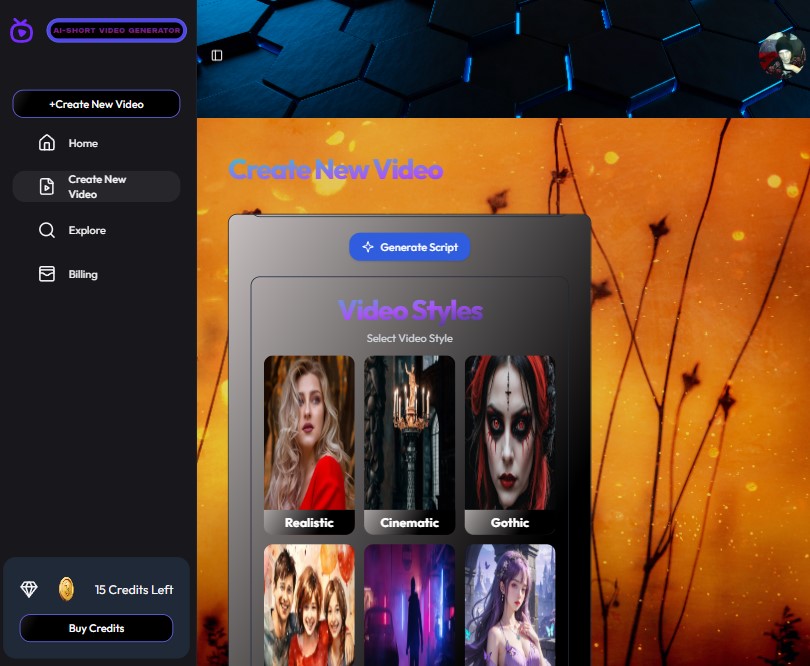 AI-SHORT VIDEO GENERATOR
+Create New Video
Home
Create New
Video
Explore
Billing
15 Credits Left
Buy Credits
Create New Video
Generate Script
Video Styles
Select Video Style
Realistic
Cinematic
Gothic